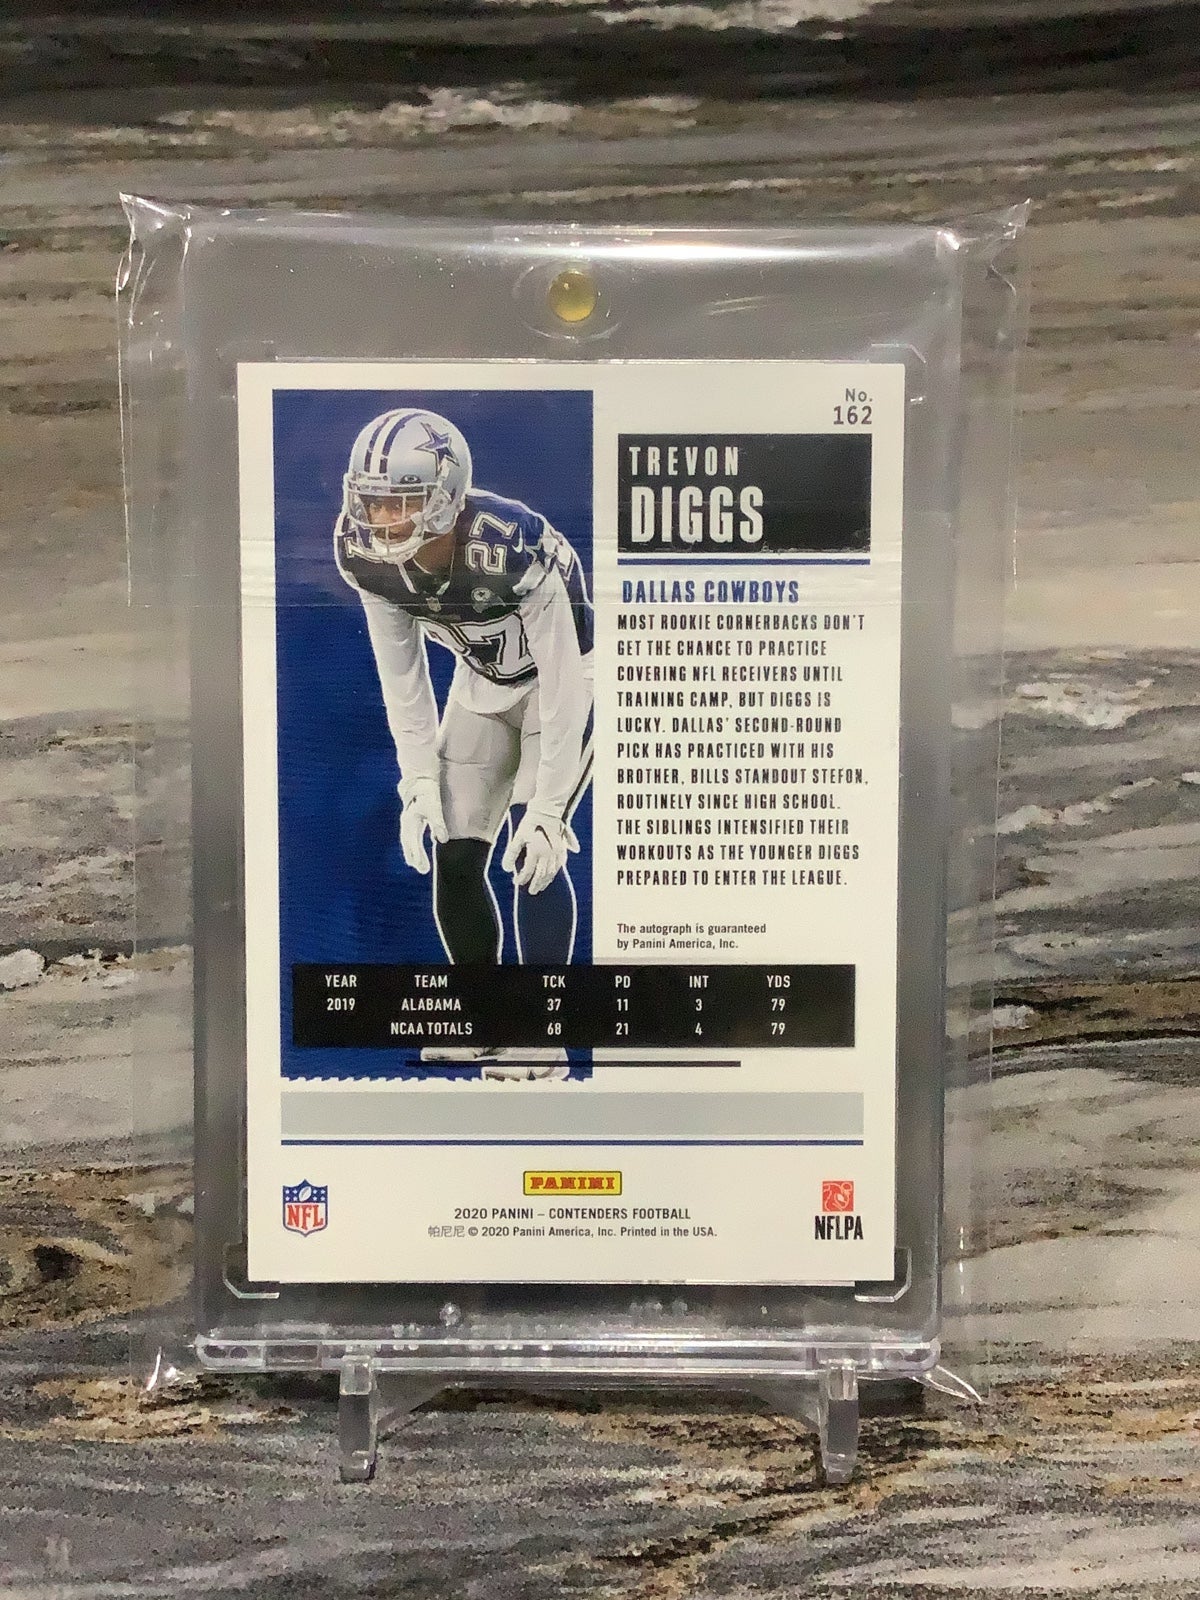 No.
162
TREVON
DIGGS
27
27
DALLAS COWBOYS
MOST ROOKIE CORNERBACKS DON'T
GET THE CHANCE TO PRACTICE
COVERING NFL RECEIVERS UNTIL
TRAINING CAMP, BUT DIGGS IS
LUCKY. DALLAS' SECOND-ROUND
PICK HAS PRACTICED WITH HIS
BROTHER, BILLS STANDOUT STEFON,
ROUTINELY SINCE HIGH SCHOOL.
THE SIBLINGS INTENSIFIED THEIR
WORKOUTS AS THE YOUNGER DIGGS
PREPARED TO ENTER THE LEAGUE.
The autograph is guaranteed
by Panini America, Inc.
YEAR TEAM TCK PD INT YDS
2019 ALABAMA 37 11 3 79
NCAA TOTALS 68 21 4 79
PANINI
2020 PANINI – CONTENDERS FOOTBALL
帕尼尼 © 2020 Panini America, Inc. Printed in the USA.
NFL
NFLPA